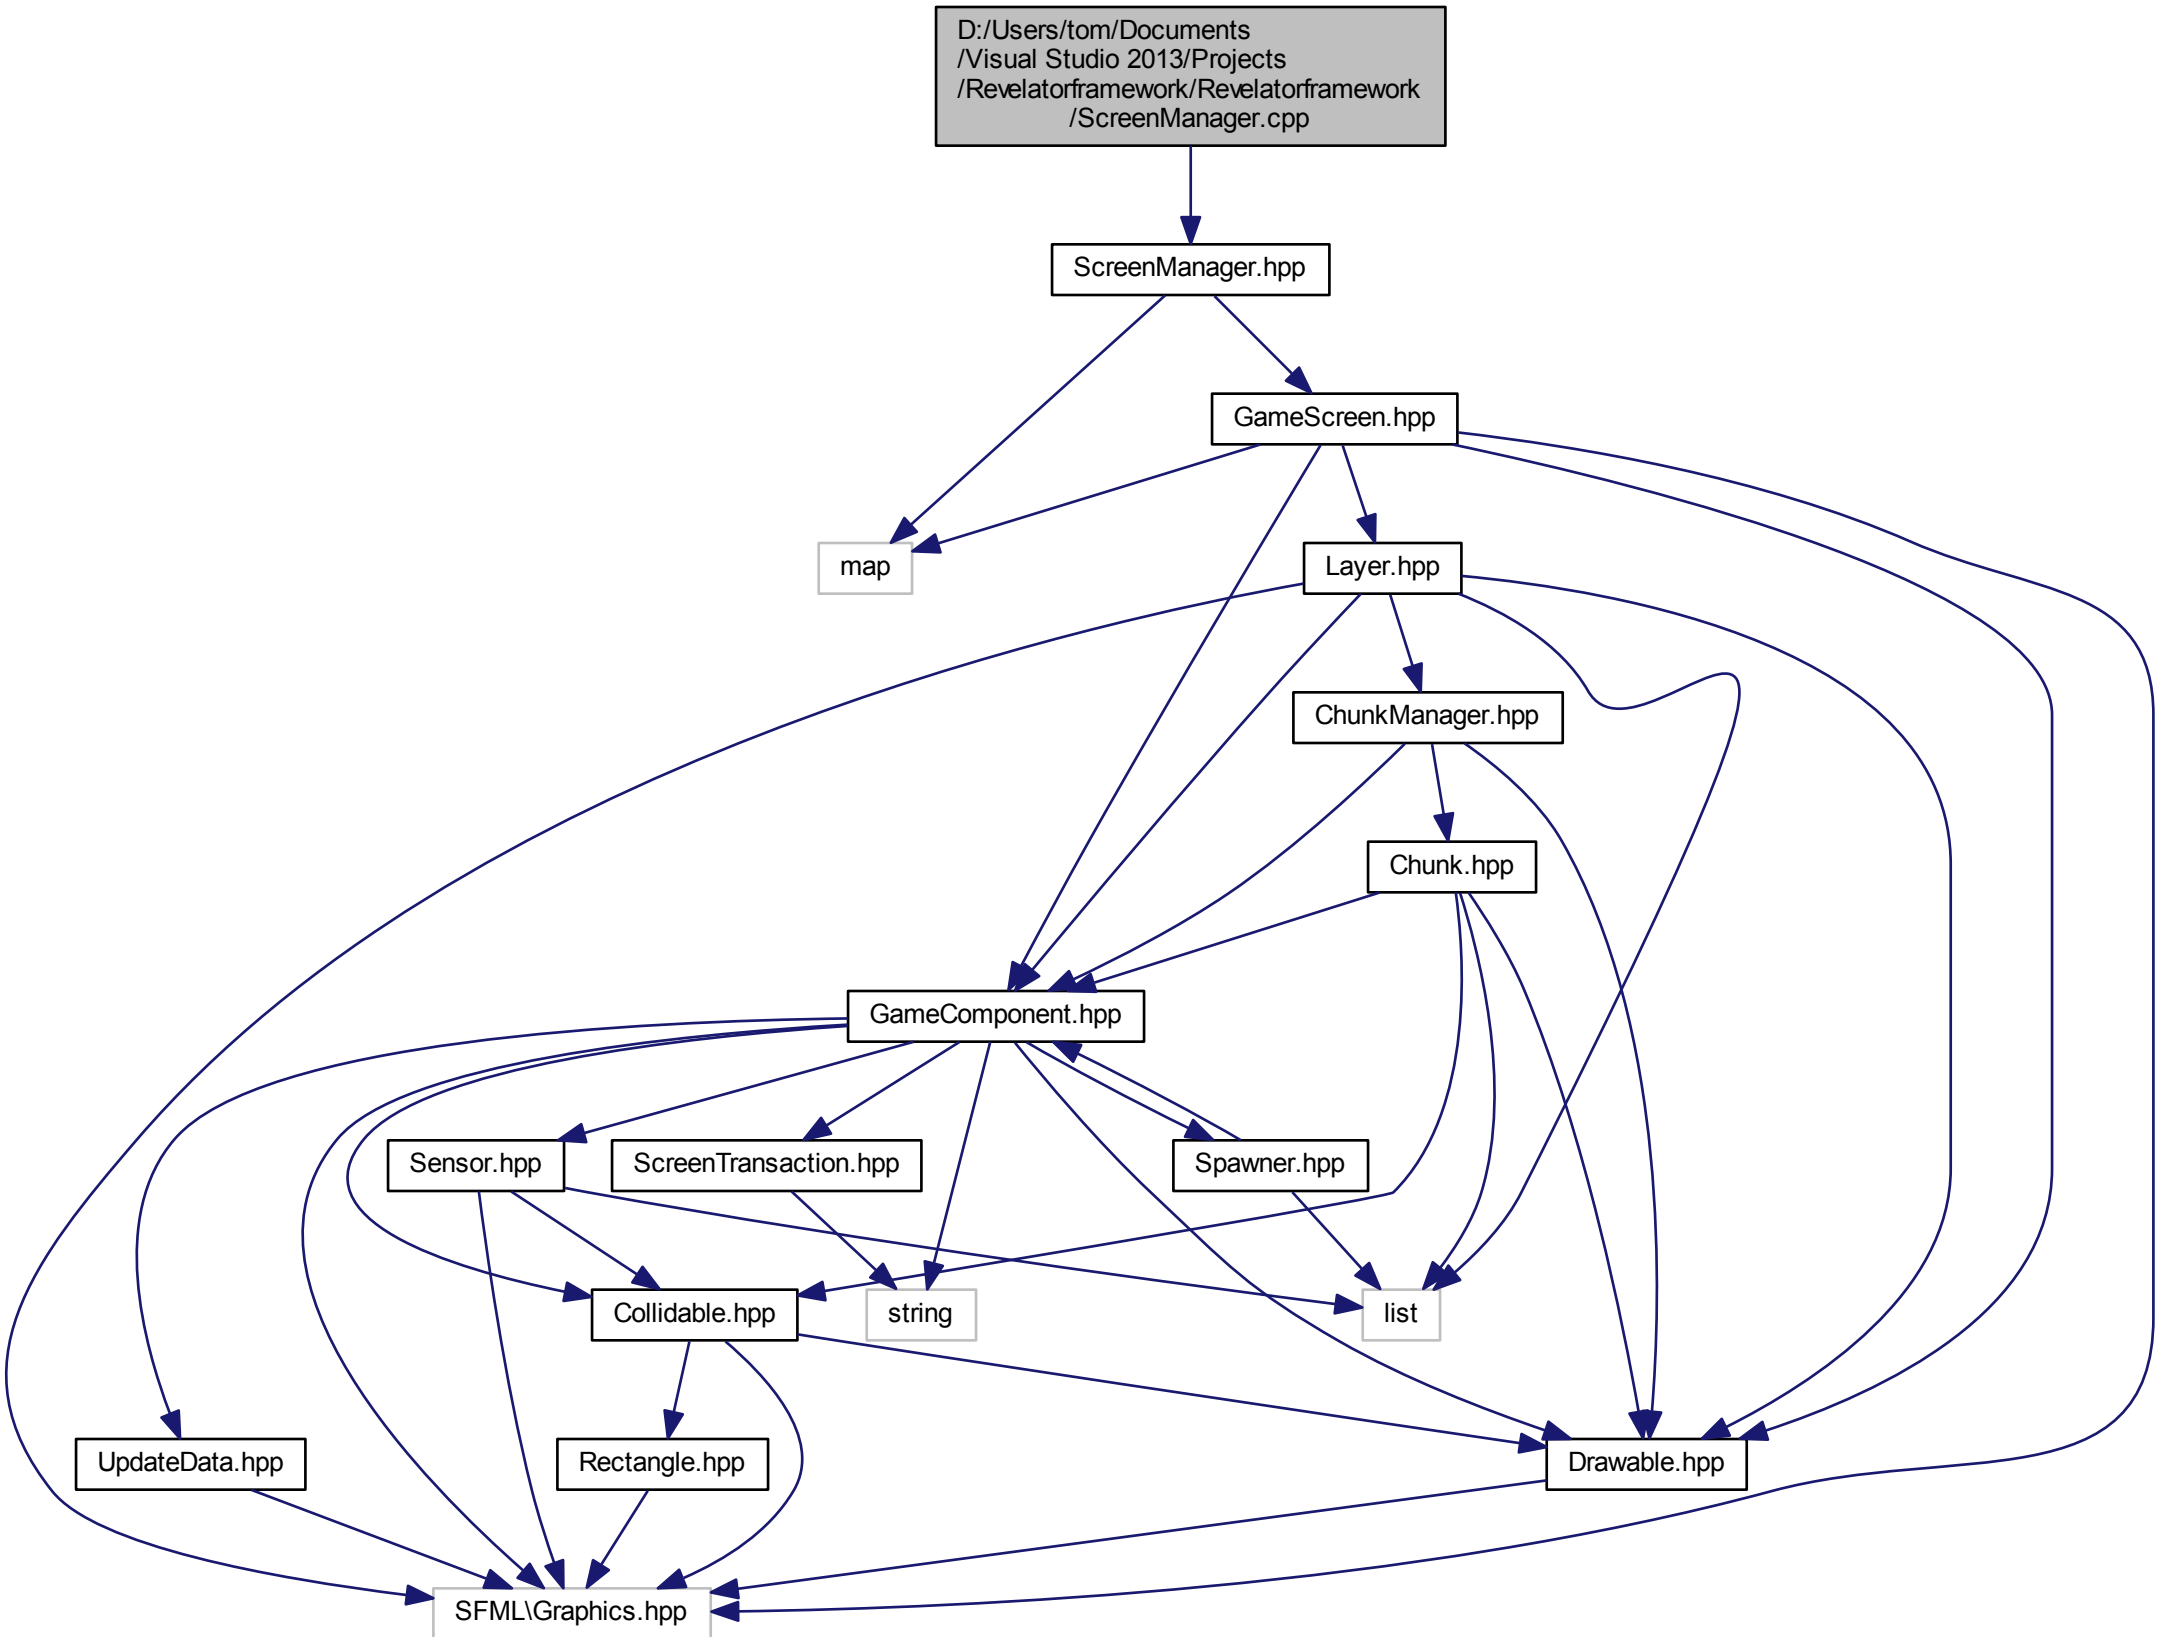 D:/Users/tom/Documents
/Visual Studio 2013/Projects
/Revelatorframework/Revelatorframework
/ScreenManager.cpp
ScreenManager.hpp
GameScreen.hpp
map
Layer.hpp
ChunkManager.hpp
Chunk.hpp
GameComponent.hpp
Sensor.hpp
ScreenTransaction.hpp
Spawner.hpp
Collidable.hpp
string
list
UpdateData.hpp
Rectangle.hpp
Drawable.hpp
SFML\Graphics.hpp